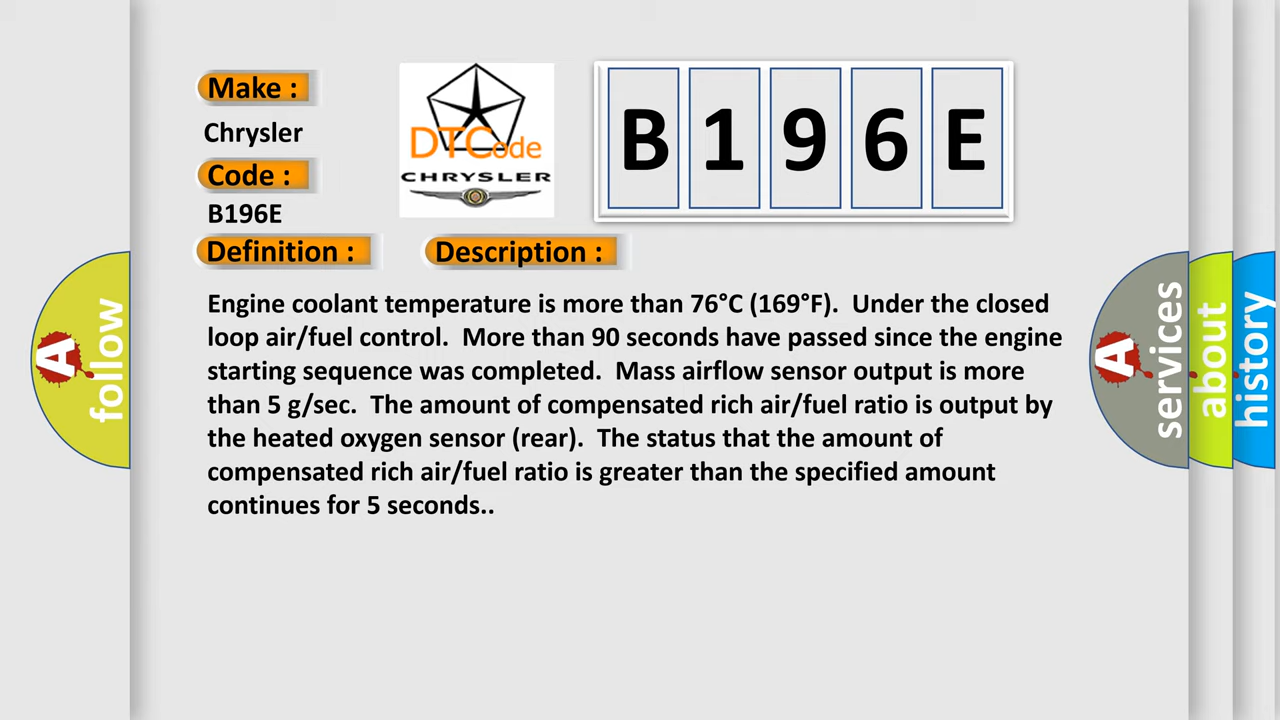 Make :
Chrysler
Code :
B196E
Definition :
Description :
DTCode
CHRYSLER
B196E
Engine coolant temperature is more than 76°C (169°F).  Under the closed
loop air/fuel control.  More than 90 seconds have passed since the engine
starting sequence was completed.  Mass airflow sensor output is more
than 5 g/sec.  The amount of compensated rich air/fuel ratio is output by
the heated oxygen sensor (rear).  The status that the amount of
compensated rich air/fuel ratio is greater than the specified amount
continues for 5 seconds..
A
follow
A
services
about
history